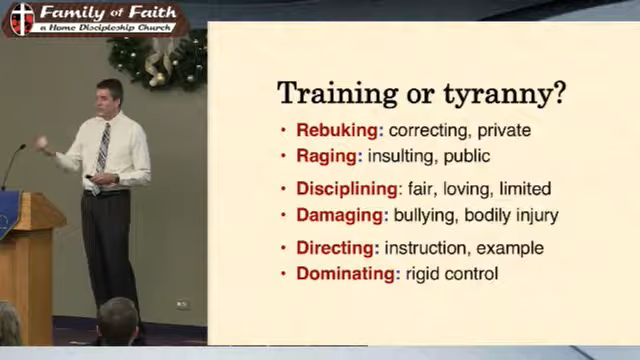 Family of Faith
a Home Discipleship Church
Training or tyranny?
• Rebuking: correcting, private
• Raging: insulting, public
• Disciplining: fair, loving, limited
• Damaging: bullying, bodily injury
• Directing: instruction, example
• Dominating: rigid control